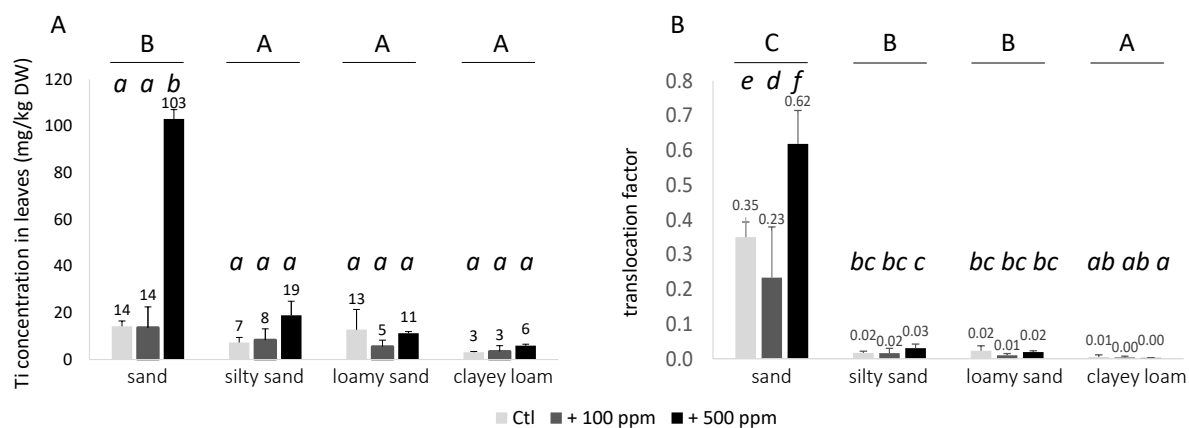 A
B A A A
Ti concentration in leaves (mg/kg DW)
120
100
80
60
40
20
0
a a b
103
14 14
a a a
7 8 19
a a a
13 5 11
a a a
3 3 6
sand silty sand loamy sand clayey loam
B
C B B A
translocation factor
0.8
0.7
0.6
0.5
0.4
0.3
0.2
0.1
0.0
e d f
0.35 0.23 0.62
bc bc c
0.02 0.02 0.03
bc bc bc
0.02 0.01 0.02
ab ab a
0.01 0.00 0.00
sand silty sand loamy sand clayey loam
Ctl + 100 ppm + 500 ppm